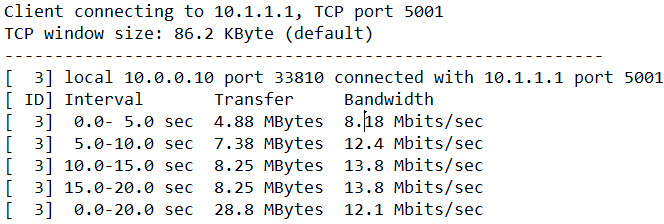 Client connecting to 10.1.1.1, TCP port 5001
TCP window size: 86.2 KByte (default)
------------------------------------------------------------
[  3] local 10.0.0.10 port 33810 connected with 10.1.1.1 port 5001
[ ID] Interval       Transfer     Bandwidth
[  3]  0.0- 5.0 sec  4.88 MBytes  8.18 Mbits/sec
[  3]  5.0-10.0 sec  7.38 MBytes  12.4 Mbits/sec
[  3] 10.0-15.0 sec  8.25 MBytes  13.8 Mbits/sec
[  3] 15.0-20.0 sec  8.25 MBytes  13.8 Mbits/sec
[  3]  0.0-20.0 sec  28.8 MBytes  12.1 Mbits/sec